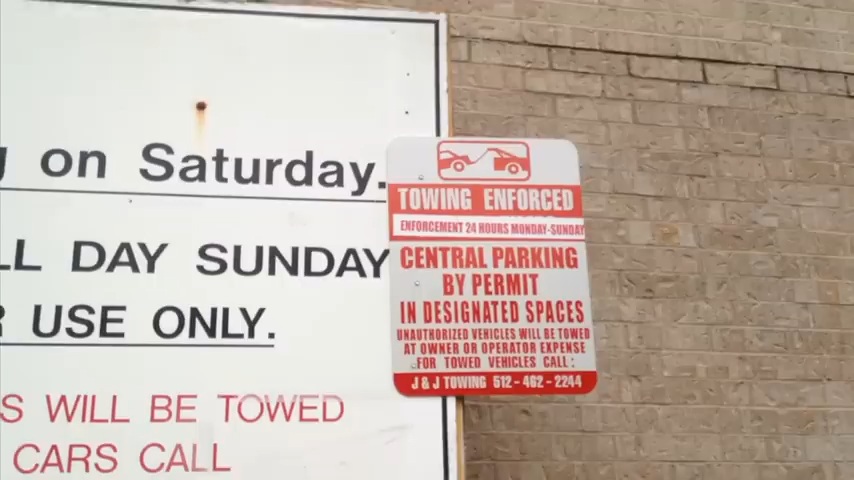 on Saturday.
DAY SUNDAY
USE ONLY.
WILL BE TOWED
CARS CALL
TOWING ENFORCED
ENFORCEMENT 24 HOURS MONDAY-SUNDAY
CENTRAL PARKING
BY PERMIT
IN DESIGNATED SPACES
UNAUTHORIZED VEHICLES WILL BE TOWED
AT OWNER OR OPERATOR EXPENSE
FOR TOWED VEHICLES CALL :
J & J TOWING 512-462-2244